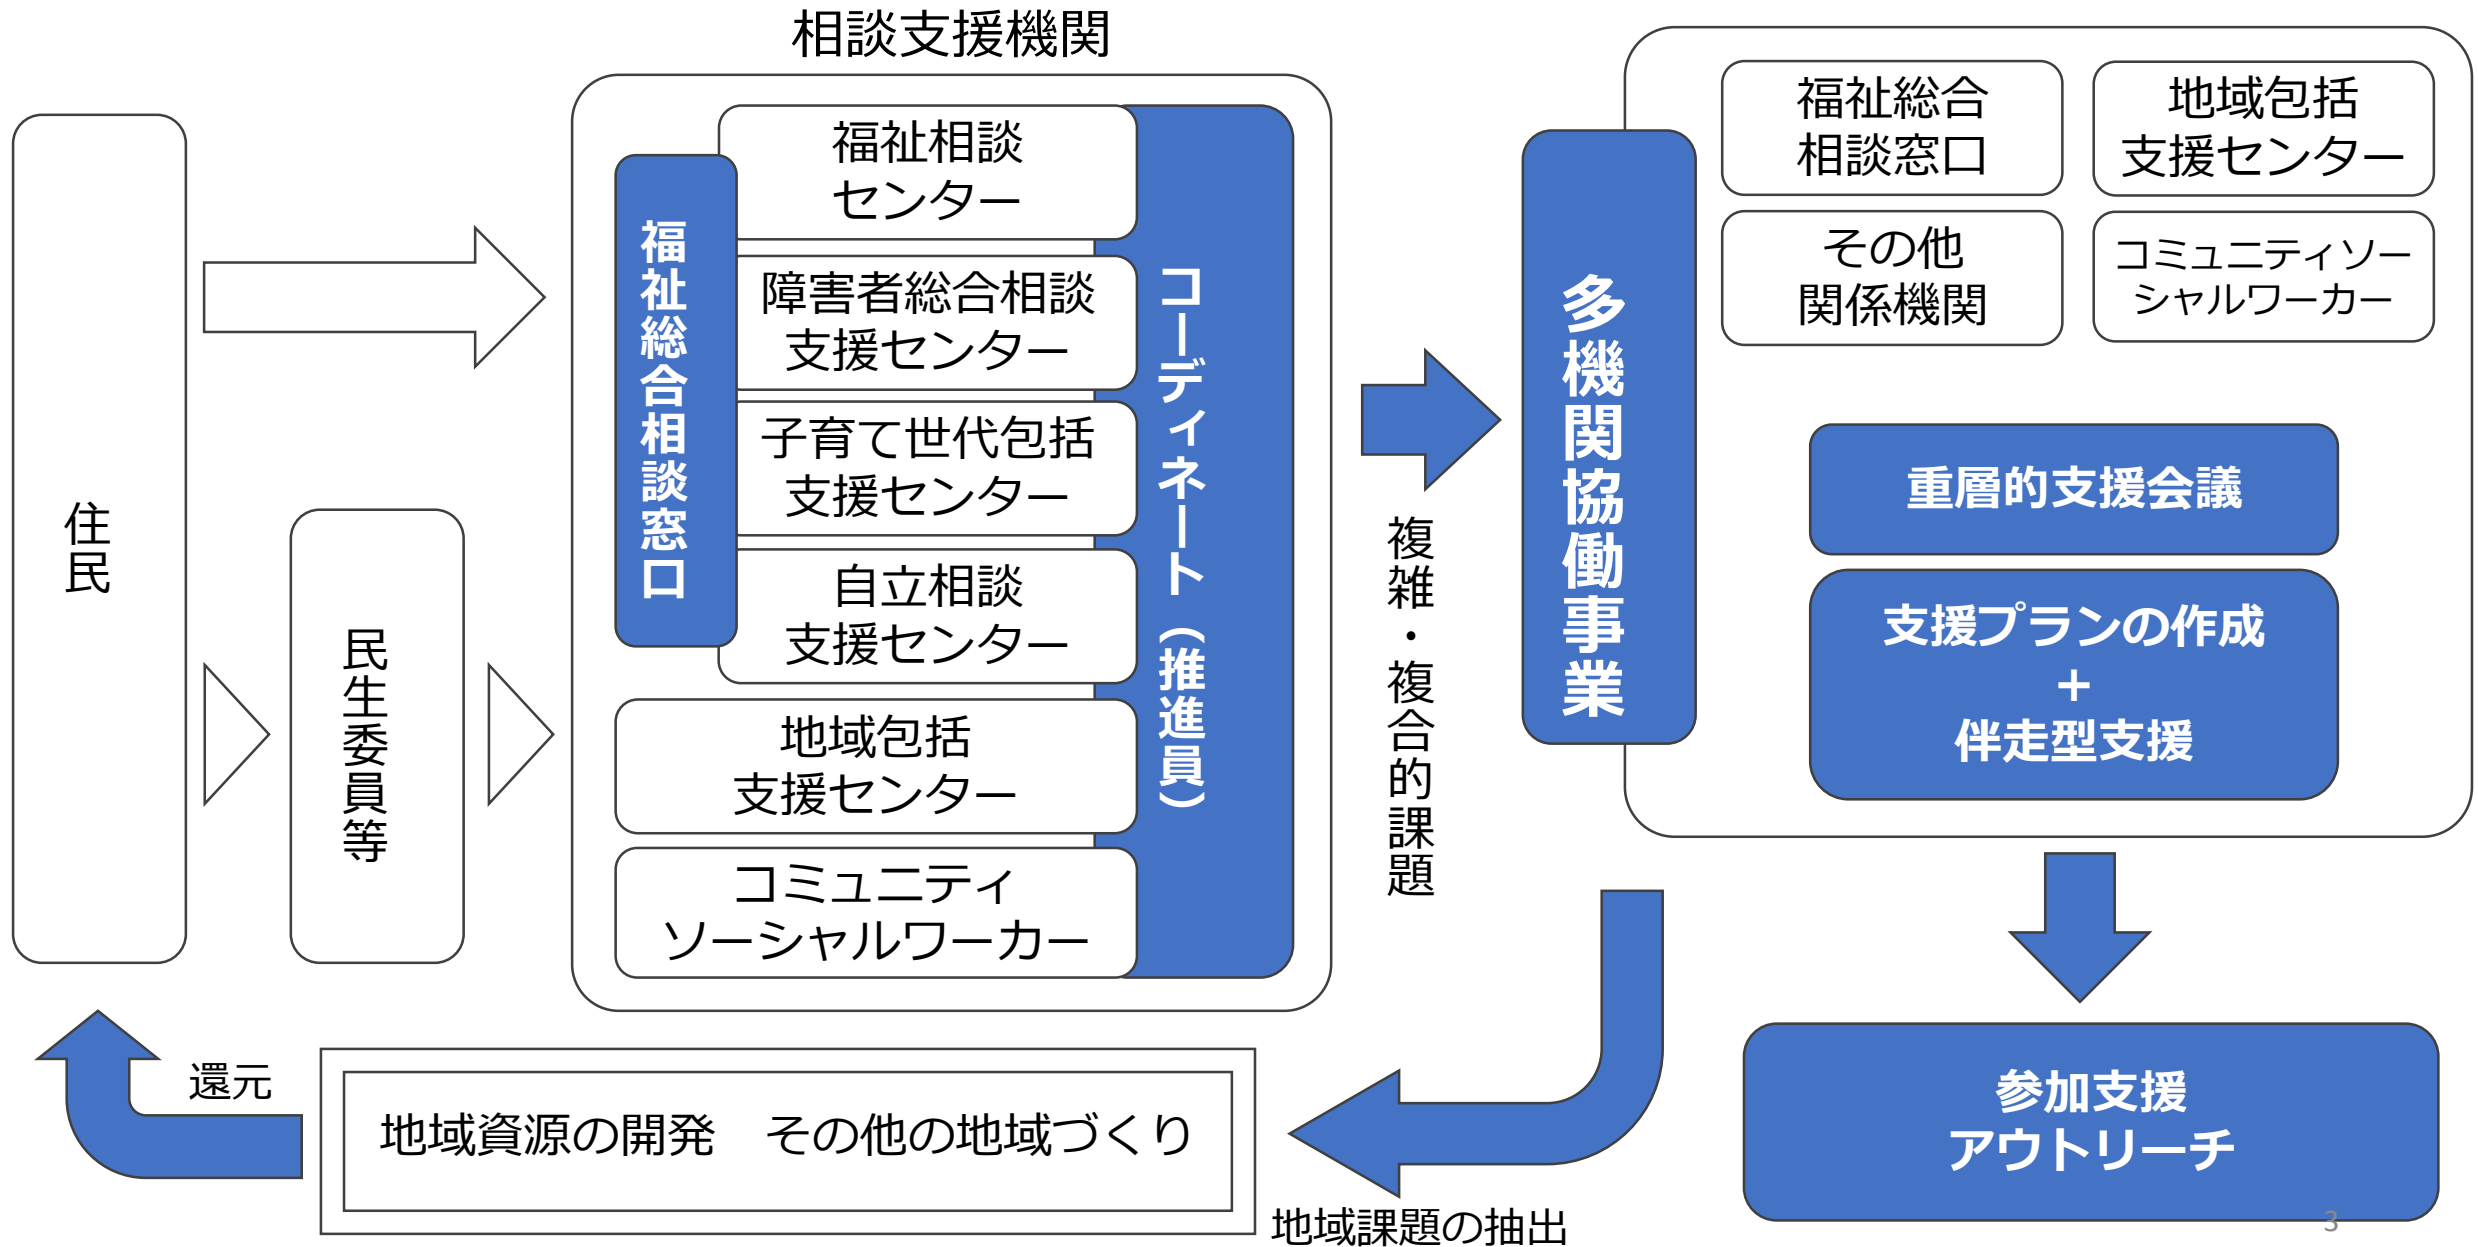 相談支援機関
住民
民生委員等
福祉総合相談窓口
福祉相談
センター
障害者総合相談
支援センター
子育て世代包括
支援センター
自立相談
支援センター
地域包括
支援センター
コミュニティ
ソーシャルワーカー
コーディネート（推進員）
複雑・複合的課題
多機関協働事業
福祉総合
相談窓口
地域包括
支援センター
その他
関係機関
コミュニティソー
シャルワーカー
重層的支援会議
支援プランの作成
+
伴走型支援
参加支援
アウトリーチ
地域課題の抽出
地域資源の開発　その他の地域づくり
還元
3